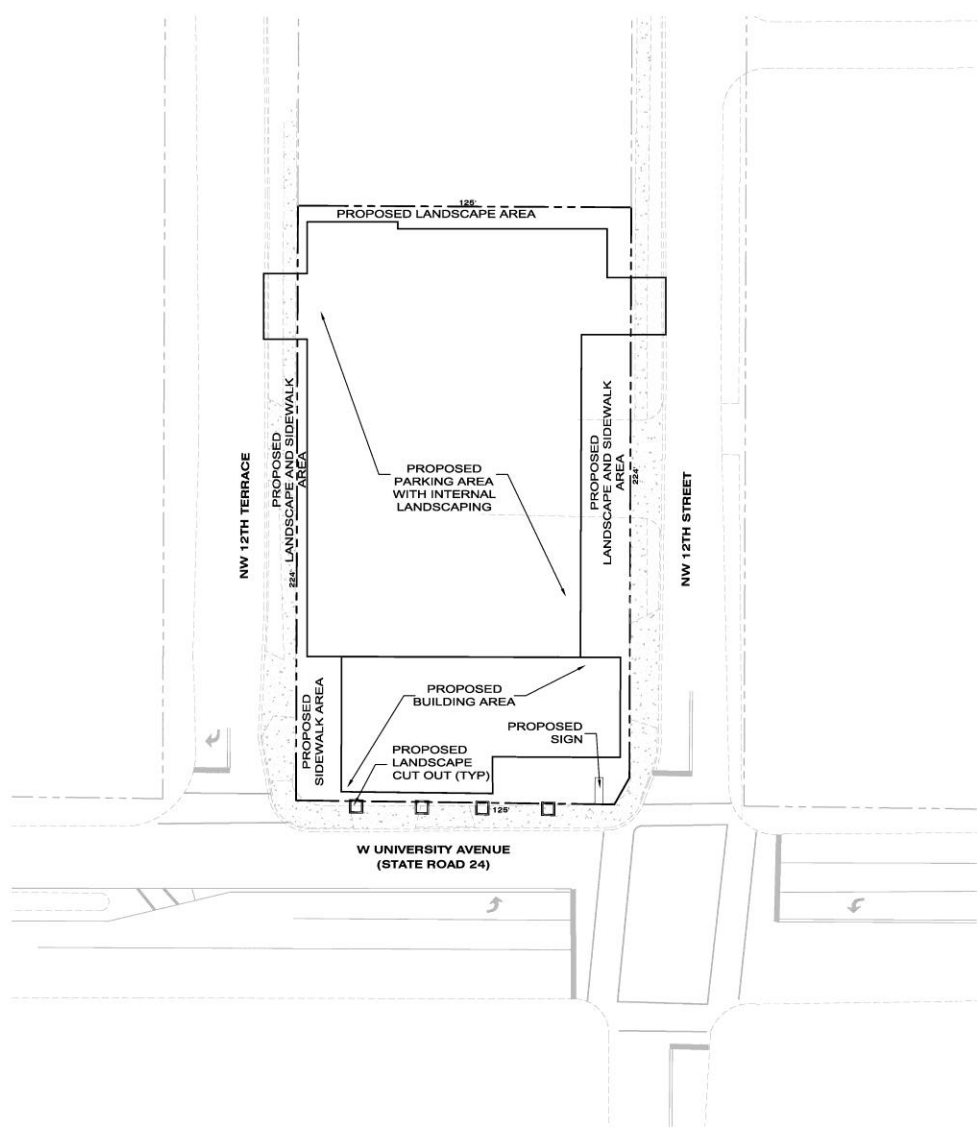 125'
PROPOSED LANDSCAPE AREA
NW 12TH TERRACE
PROPOSED
LANDSCAPE AND SIDEWALK
AREA
224'
PROPOSED
PARKING AREA
WITH INTERNAL
LANDSCAPING
PROPOSED
LANDSCAPE AND SIDEWALK
AREA
224'
NW 12TH STREET
PROPOSED
SIDEWALK AREA
PROPOSED
BUILDING AREA
PROPOSED
SIGN
PROPOSED
LANDSCAPE
CUT OUT (TYP)
125'
W UNIVERSITY AVENUE
(STATE ROAD 24)